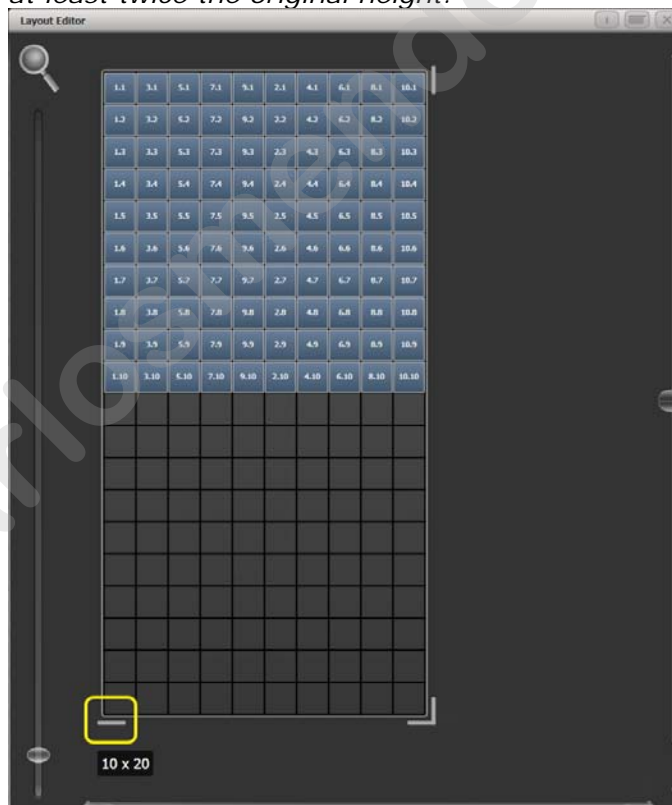 at least twice the original height!
Layout Editor
1.1 3.1 5.1 7.1 9.1 2.1 4.1 6.1 8.1 10.1
1.2 3.2 5.2 7.2 9.2 2.2 4.2 6.2 8.2 10.2
1.3 3.3 5.3 7.3 9.3 2.3 4.3 6.3 8.3 10.3
1.4 3.4 5.4 7.4 9.4 2.4 4.4 6.4 8.4 10.4
1.5 3.5 5.5 7.5 9.5 2.5 4.5 6.5 8.5 10.5
1.6 3.6 5.6 7.6 9.6 2.6 4.6 6.6 8.6 10.6
1.7 3.7 5.7 7.7 9.7 2.7 4.7 6.7 8.7 10.7
1.8 3.8 5.8 7.8 9.8 2.8 4.8 6.8 8.8 10.8
1.9 3.9 5.9 7.9 9.9 2.9 4.9 6.9 8.9 10.9
1.10 3.10 5.10 7.10 9.10 2.10 4.10 6.10 8.10 10.10
10 x 20